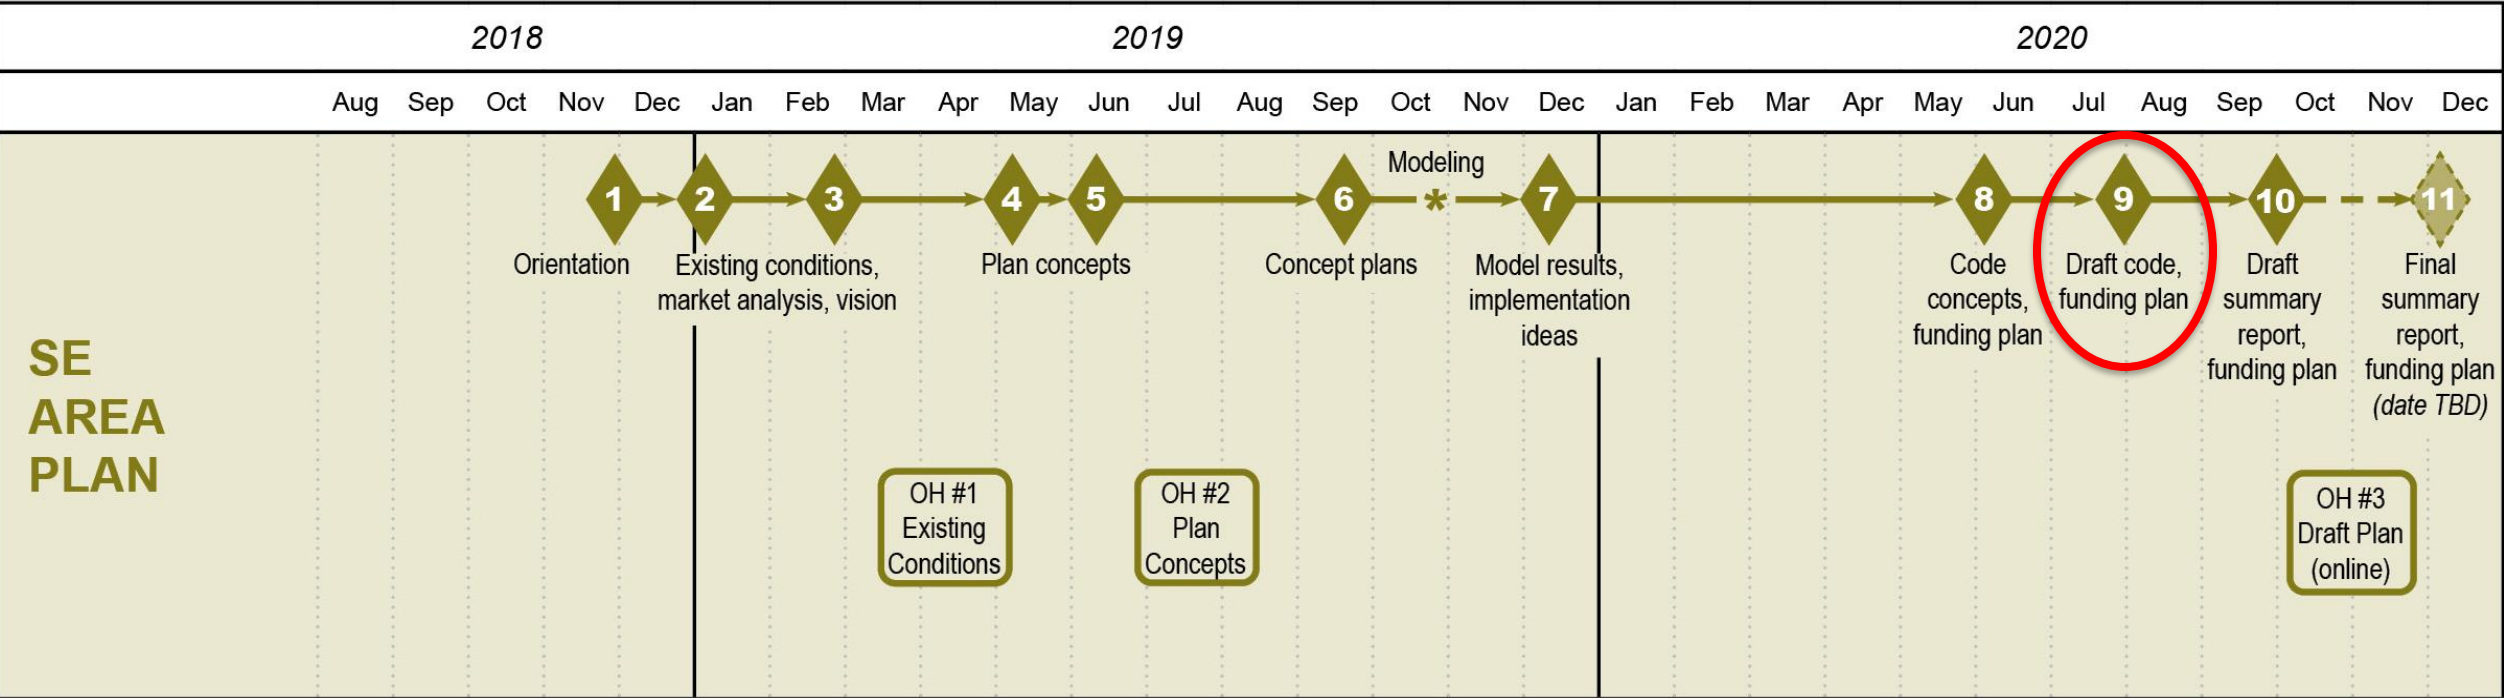 2018 2019 2020
Aug Sep Oct Nov Dec Jan Feb Mar Apr May Jun Jul Aug Sep Oct Nov Dec Jan Feb Mar Apr May Jun Jul Aug Sep Oct Nov Dec
Modeling
1 2 3 4 5 6 * 7 8 9 10 11
Orientation
Existing conditions,
market analysis, vision
Plan concepts
Concept plans
Model results,
implementation
ideas
Code
concepts,
funding plan
Draft code,
funding plan
Draft
summary
report,
funding plan
Final
summary
report,
funding plan
(date TBD)
SE
AREA
PLAN
OH #1
Existing
Conditions
OH #2
Plan
Concepts
OH #3
Draft Plan
(online)